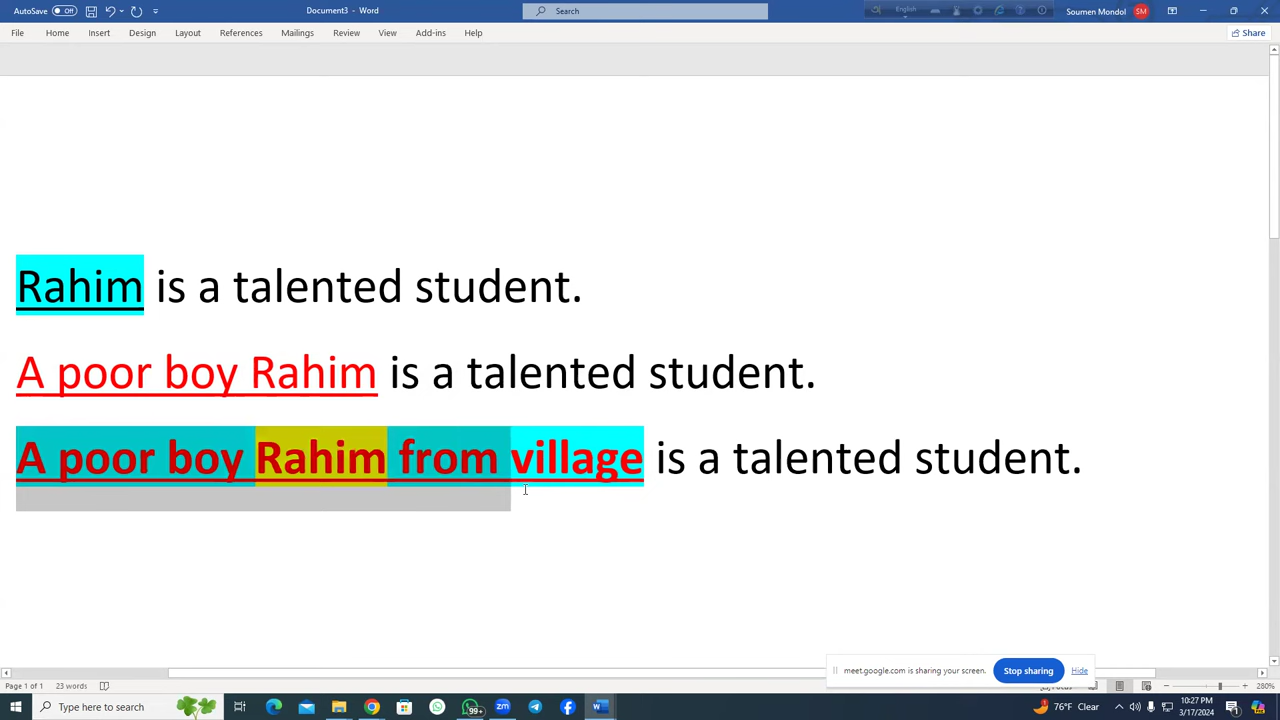 AutoSave Off Document3 - Word Search English Soumen Mondol SM
File Home Insert Design Layout References Mailings Review View Add-ins Help Share
Rahim is a talented student.
A poor boy Rahim is a talented student.
A poor boy Rahim from village is a talented student.
meet.google.com is sharing your screen. Stop sharing Hide
Page 1 of 1 23 words 280%
Type here to search 99+ 76°F Clear 10:27 PM
3/17/2024